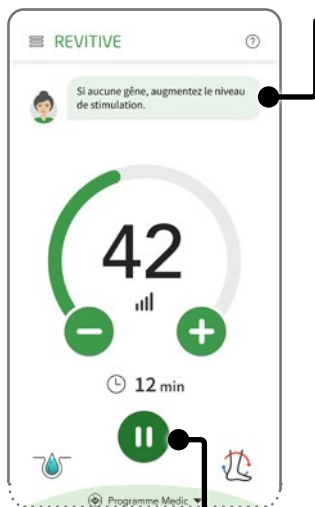 REVITIVE
?
Si aucune gêne, augmentez le niveau
de stimulation.
42
12 min
Programme Medic